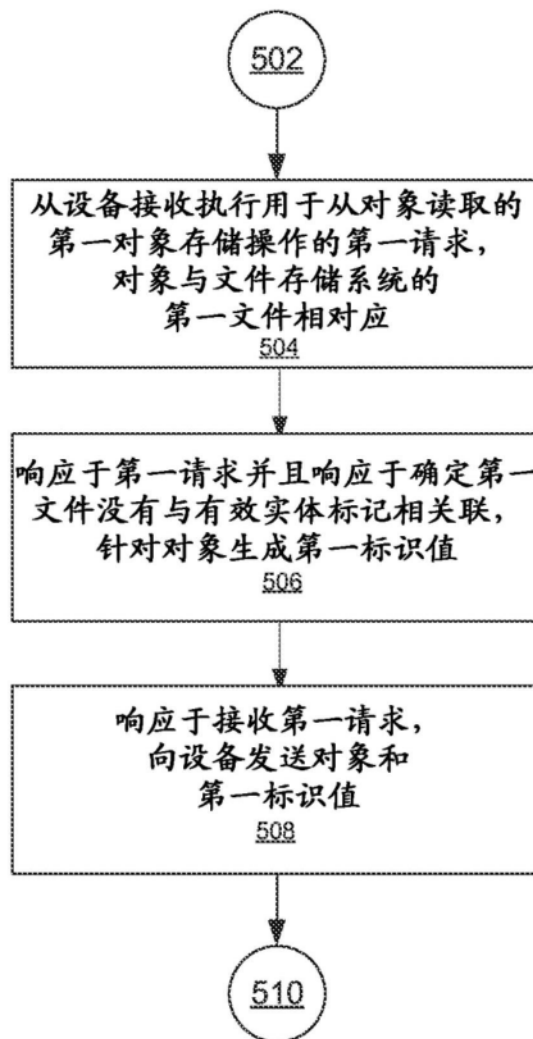 502
从设备接收执行用于从对象读取的
第一对象存储操作的第一请求，
对象与文件存储系统的
第一文件相对应
504
响应于第一请求并且响应于确定第一
文件没有与有效实体标记相关联，
针对对象生成第一标识值
506
响应于接收第一请求，
向设备发送对象和
第一标识值
508
510